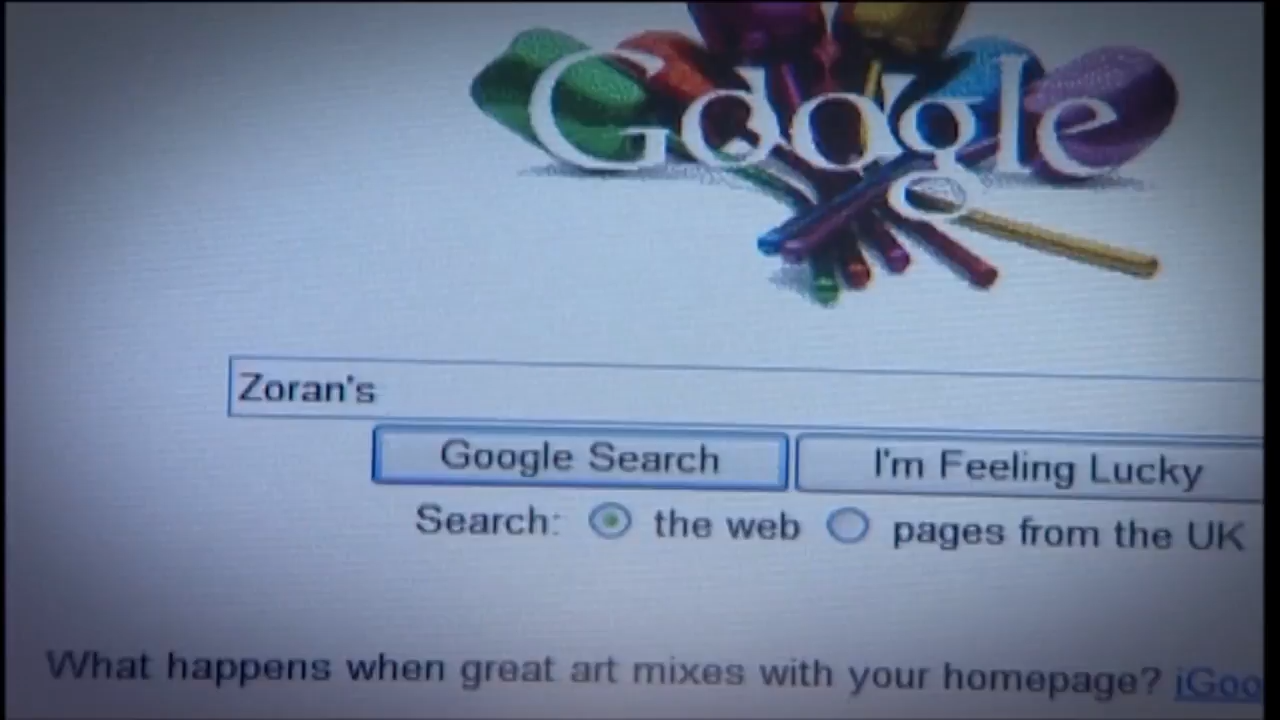 Google
Zoran's
Google Search
I'm Feeling Lucky
Search: the web pages from the UK
What happens when great art mixes with your homepage? iGoo